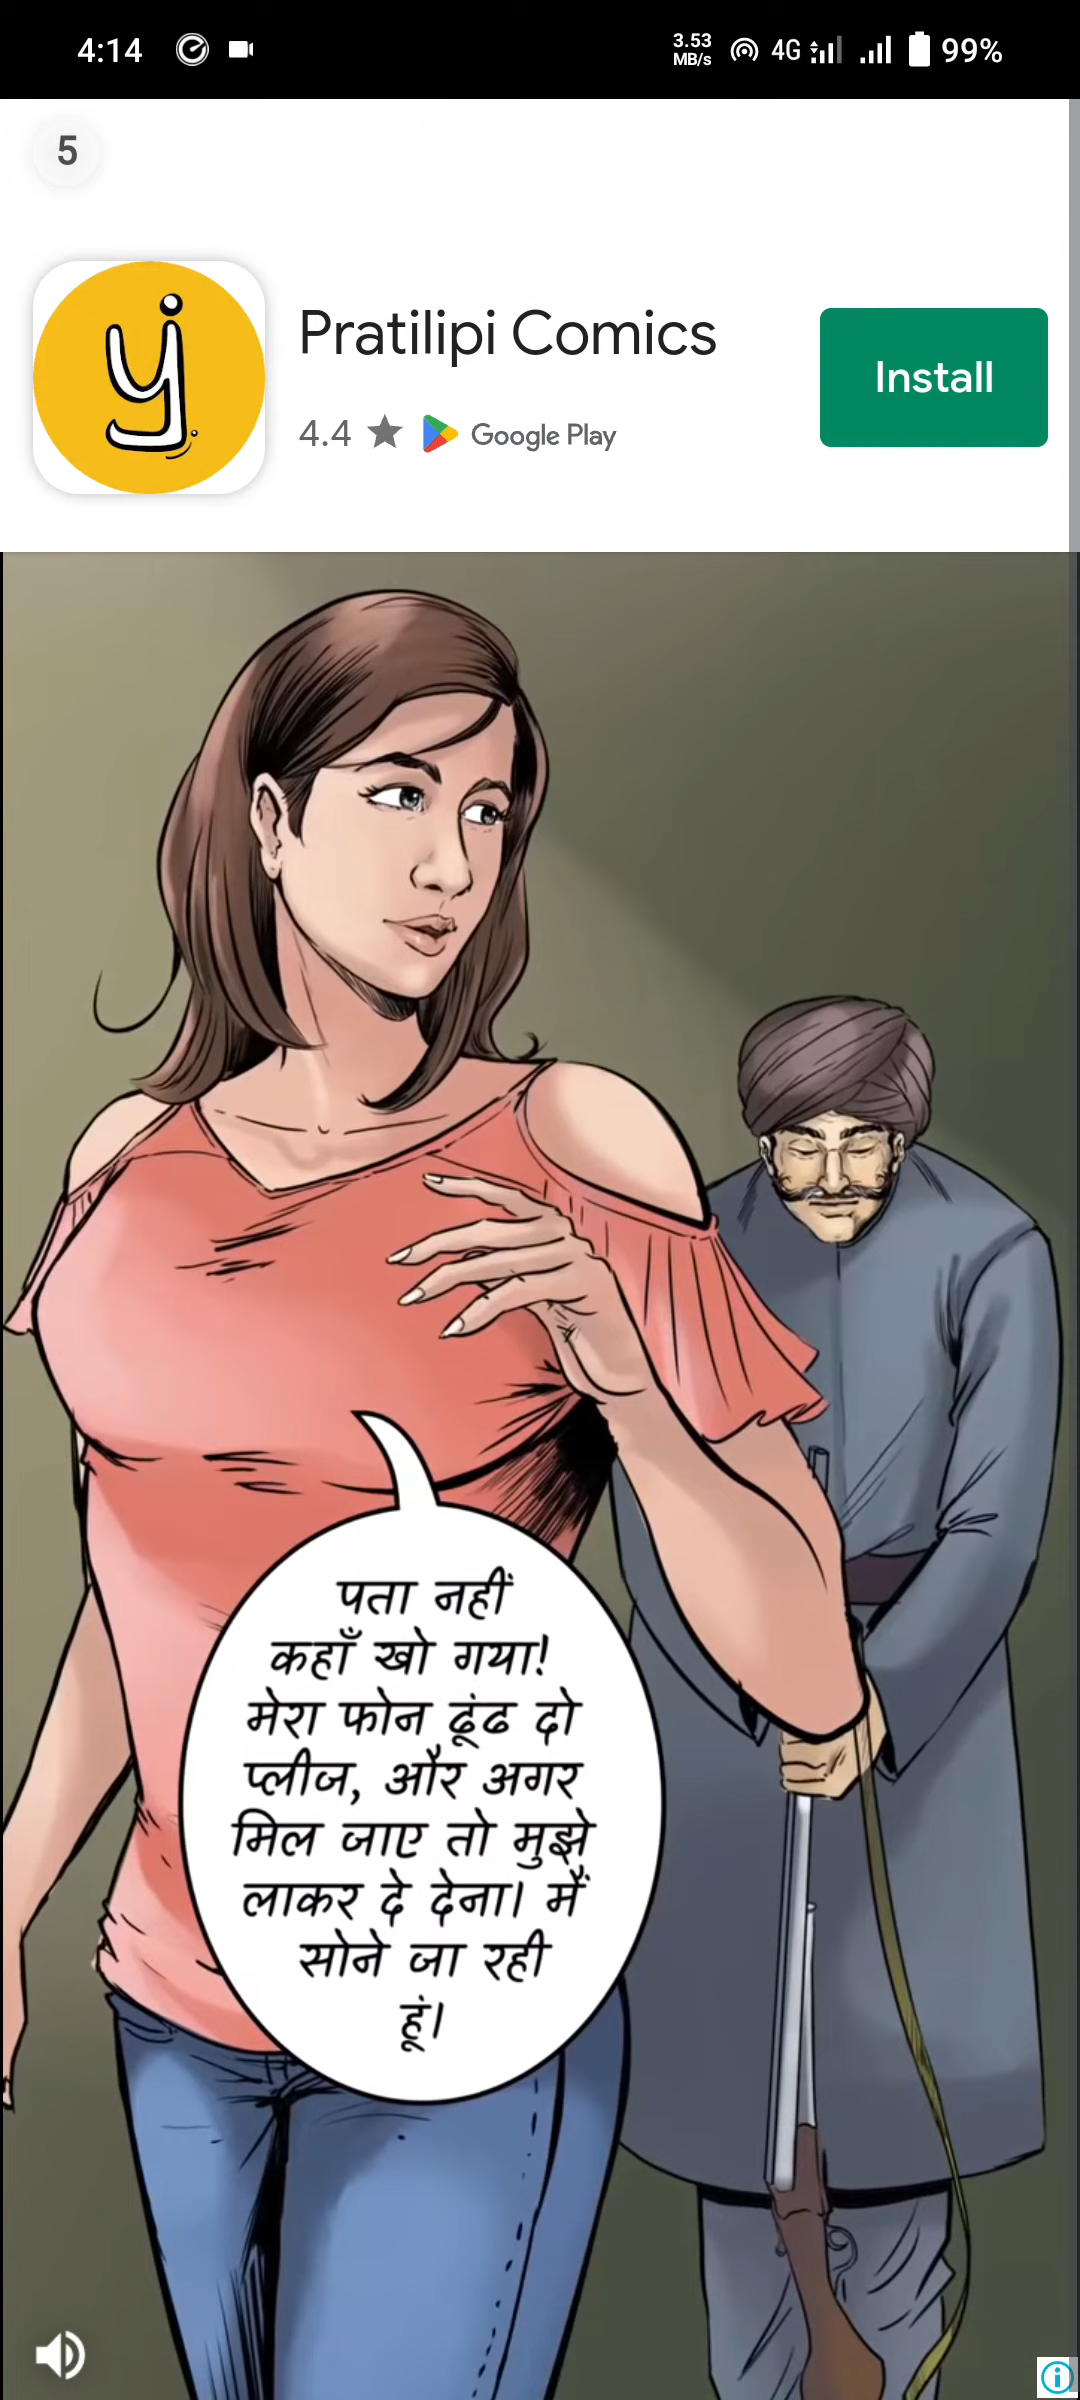 4:14
3.53
MB/s
4G
99%
5
Pratilipi Comics
4.4 ★ Google Play
Install
पता नहीं
कहाँ खो गया!
मेरा फोन ढूंढ दो
प्लीज, और अगर
मिल जाए तो मुझे
लाकर दे देना। मैं
सोने जा रही
हूं।